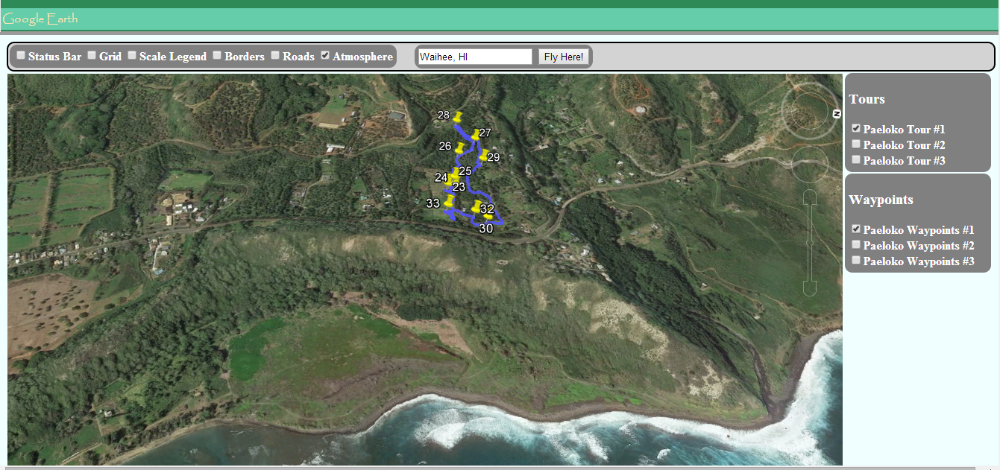 Google Earth
Status Bar Grid Scale Legend Borders Roads Atmosphere Waihee, HI Fly Here!
28
27
26
29
25
24
23
33
32
30
N
Tours
Paeloko Tour #1
Paeloko Tour #2
Paeloko Tour #3
Waypoints
Paeloko Waypoints #1
Paeloko Waypoints #2
Paeloko Waypoints #3